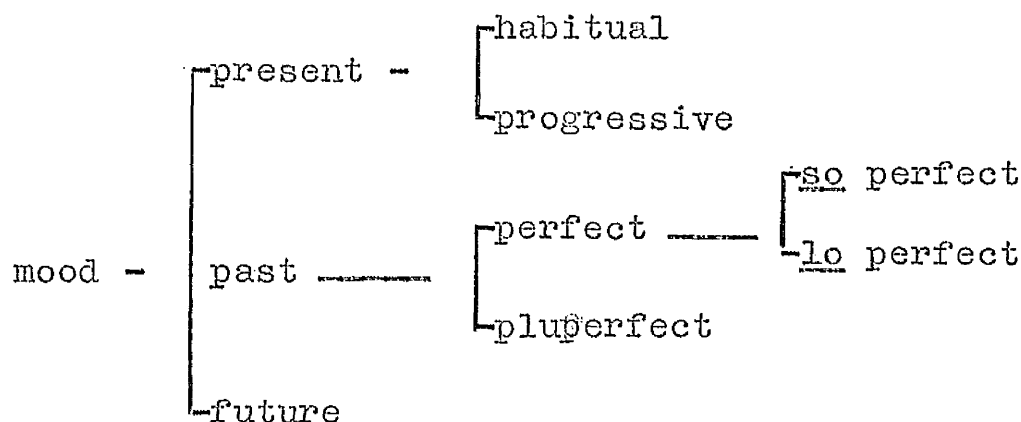 habitual
present -
progressive
so perfect
perfect
lo perfect
mood - past
pluperfect
future